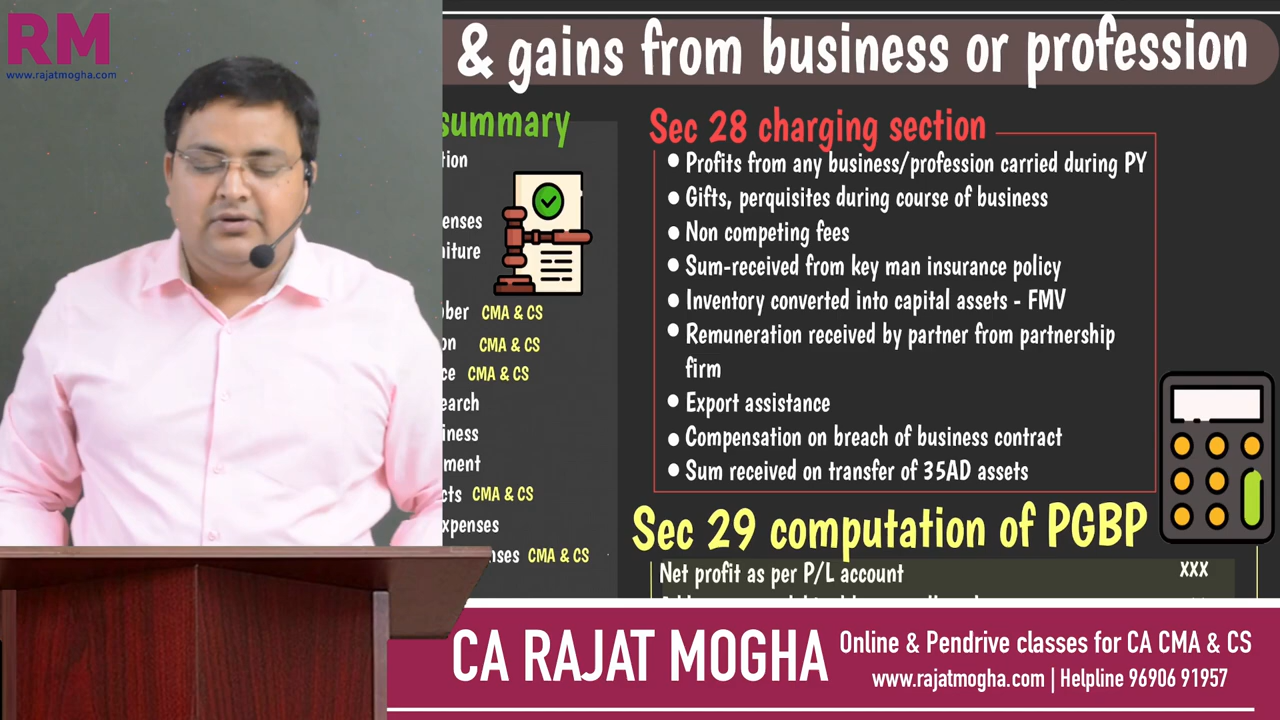 RM
www.rajatmogha.com
& gains from business or profession
summary
tion
enses
niture
ber CMA & CS
on CMA & CS
ce CMA & CS
earch
iness
ment
cts CMA & CS
xpenses
nses CMA & CS
Sec 28 charging section
Profits from any business/profession carried during PY
Gifts, perquisites during course of business
Non competing fees
Sum-received from key man insurance policy
Inventory converted into capital assets - FMV
Remuneration received by partner from partnership
firm
Export assistance
Compensation on breach of business contract
Sum received on transfer of 35AD assets
Sec 29 computation of PGBP
Net profit as per P/L account XXX
CA RAJAT MOGHA
Online & Pendrive classes for CA CMA & CS
www.rajatmogha.com | Helpline 96906 91957